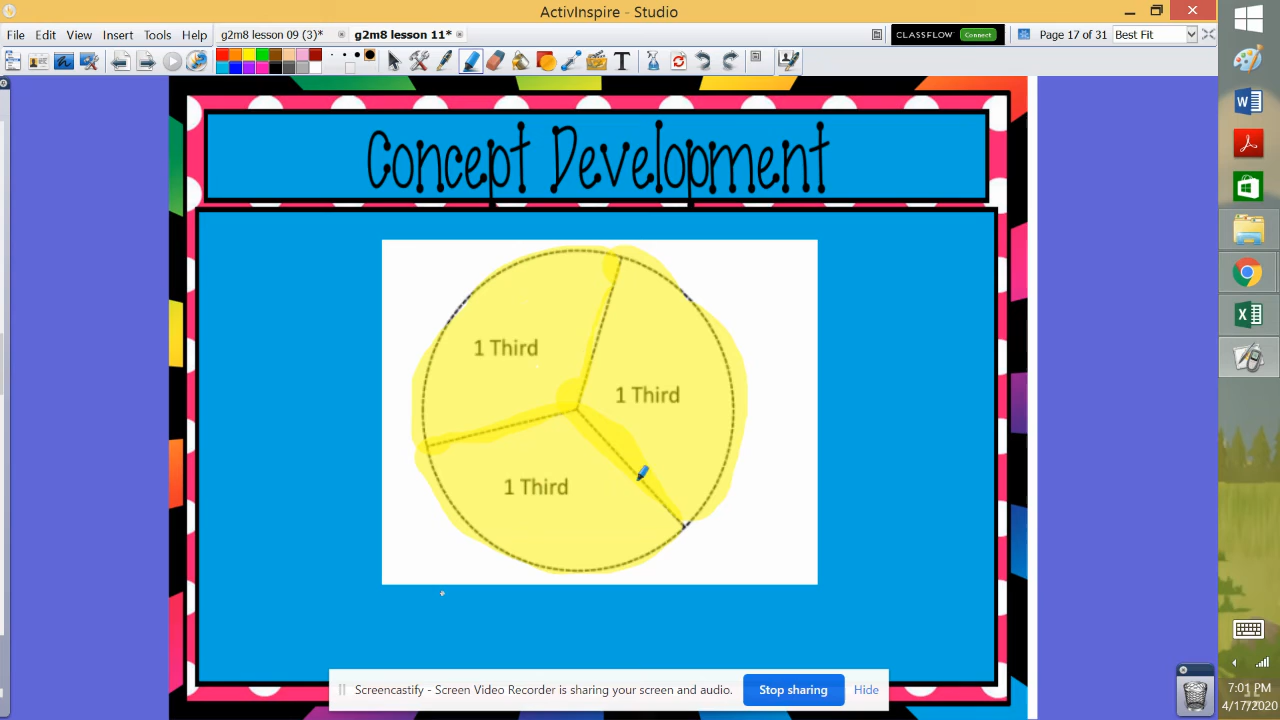 ActivInspire - Studio
File Edit View Insert Tools Help g2m8 lesson 09 (3)* g2m8 lesson 11* CLASSFLOW Connect Page 17 of 31 Best Fit
Concept Development
1 Third
1 Third
1 Third
Screencastify - Screen Video Recorder is sharing your screen and audio. Stop sharing Hide
7:01 PM
4/17/2020